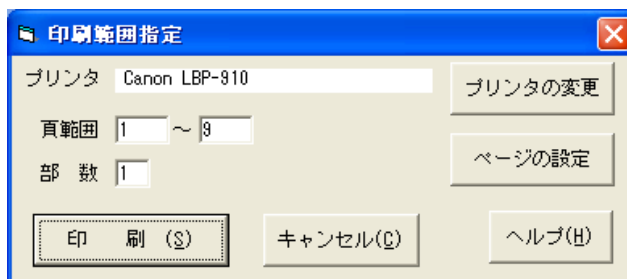 印刷範囲指定
プリンタ Canon LBP-910 プリンタの変更
頁範囲 1 ～ 9
ページの設定
部 数 1
印 刷 (S) キャンセル(C) ヘルプ(H)